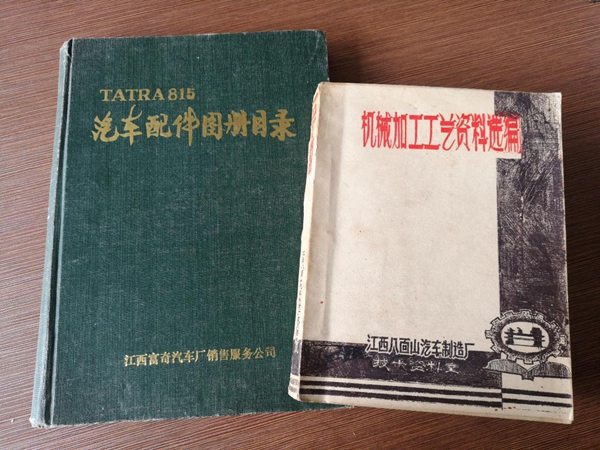 TATRA 815
汽车配件图册目录
江西富奇汽车厂销售服务公司
机械加工工艺资料选篇
江西八面山汽车制造厂
技术资料室